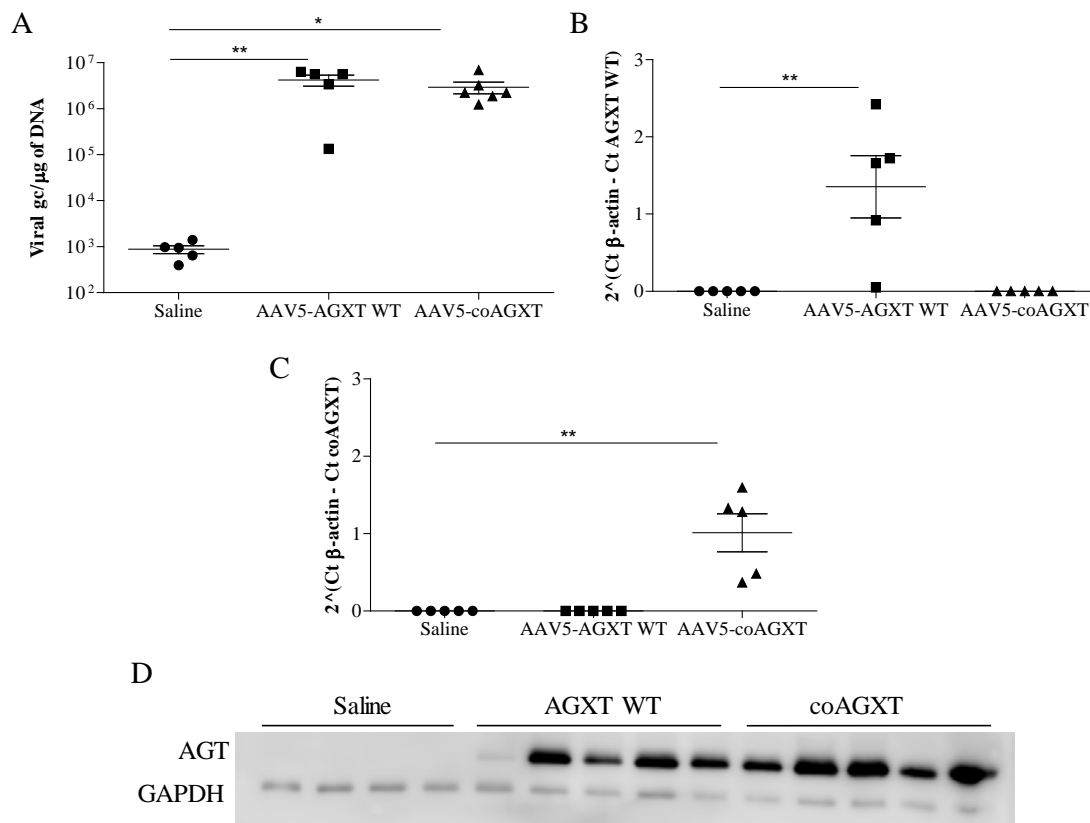 A
Viral gc/μg of DNA
10^7
10^6
10^5
10^4
10^3
10^2
**
*
Saline
AAV5-AGXT WT
AAV5-coAGXT
B
2^(Ct β-actin - Ct AGXT WT)
3
2
1
0
**
Saline
AAV5-AGXT WT
AAV5-coAGXT
C
2^(Ct β-actin - Ct coAGXT)
3
2
1
0
**
Saline
AAV5-AGXT WT
AAV5-coAGXT
D
Saline
AGXT WT
coAGXT
AGT
GAPDH